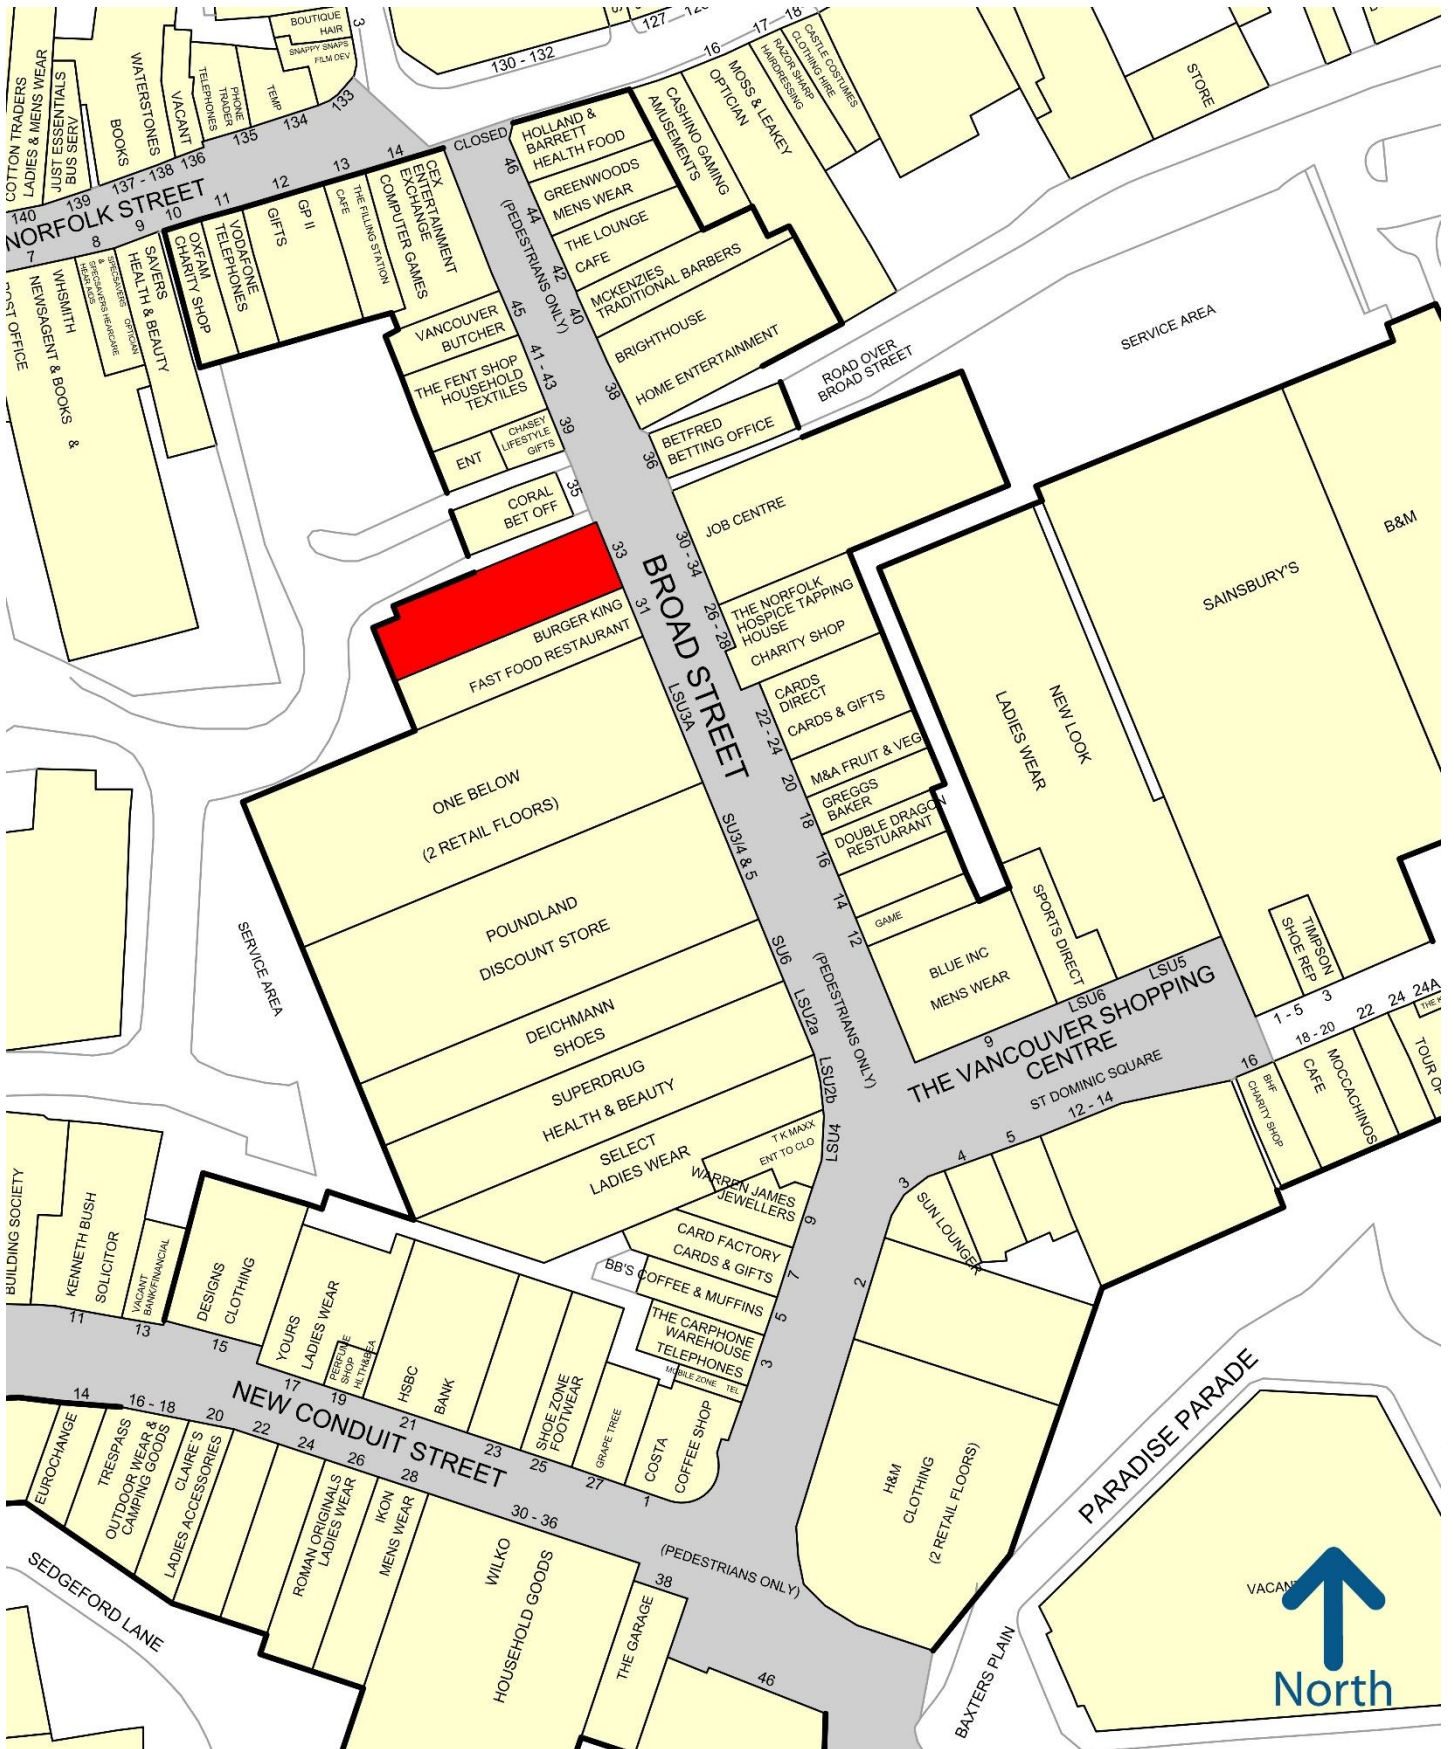 BOUTIQUE
HAIR
SNAPPY SNAPS
FILM DEV
3
133
130 - 132
16
17
18
COTTON TRADERS
LADIES & MENS WEAR
JUST ESSENTIALS
BUS SERV
WATERSTONES
BOOKS
VACANT
TELEPHONES
PHONE
TRADER
TEMP
140
139
137 - 138
136
135
134
NORFOLK STREET
CLOSED
7
8
9
10
11
12
13
14
WHSMITH
NEWSAGENT & BOOKS &
SPECSAVERS OPTICIAN
&
SPECSAVERS HEARCARE
HEAR AIDS
SAVERS
HEALTH & BEAUTY
OXFAM
CHARITY SHOP
VODAFONE
TELEPHONES
GIFTS
GP II
THE FILLING STATION
CAFE
CEX
ENTERTAINMENT
EXCHANGE
COMPUTER GAMES
HOLLAND &
BARRETT
HEALTH FOOD
GREENWOODS
MENS WEAR
THE LOUNGE
CAFE
MCKENZIES
TRADITIONAL BARBERS
BRIGHTHOUSE
HOME ENTERTAINMENT
CASHINO GAMING
AMUSEMENTS
MOSS & LEAKEY
OPTICIAN
RAZOR SHARP
HAIRDRESSING
CASTLE COSTUMES
CLOTHING HIRE
STORE
46
44
42
40
38
36
(PEDESTRIANS ONLY)
45
41 - 43
39
35
33
31
VANCOUVER
BUTCHER
THE FENT SHOP
HOUSEHOLD
TEXTILES
ENT
CHASEY
LIFESTYLE
GIFTS
CORAL
BET OFF
BETFRED
BETTING OFFICE
ROAD OVER
BROAD STREET
SERVICE AREA
JOB CENTRE
30 - 34
BROAD STREET
BURGER KING
FAST FOOD RESTAURANT
26 - 28
THE NORFOLK
HOSPICE TAPPING
HOUSE
CHARITY SHOP
22 - 24
CARDS
DIRECT
CARDS & GIFTS
20
M&A FRUIT & VEG
18
GREGGS
BAKER
16
DOUBLE DRAGON
RESTUARANT
14
GAME
12
BLUE INC
MENS WEAR
NEW LOOK
LADIES WEAR
SPORTS DIRECT
SAINSBURY'S
B&M
TIMPSON
SHOE REP
LSU3A
ONE BELOW
(2 RETAIL FLOORS)
SU3/4 & 5
POUNDLAND
DISCOUNT STORE
SU6
DEICHMANN
SHOES
LSU2a
SUPERDRUG
HEALTH & BEAUTY
LSU2b
SELECT
LADIES WEAR
LSU4
T K MAXX
ENT TO CLO
SERVICE AREA
(PEDESTRIANS ONLY)
9
LSU6
LSU5
THE VANCOUVER SHOPPING
CENTRE
ST DOMINIC SQUARE
1 - 5
3
18 - 20
22
24
24A
16
12 - 14
5
4
3
BHF
CHARITY SHOP
MOCCACHINOS
CAFE
SUN LOUNGER
WARREN JAMES
JEWELLERS
9
CARD FACTORY
CARDS & GIFTS
7
BB'S COFFEE & MUFFINS
5
THE CARPHONE
WAREHOUSE
TELEPHONES
3
MOBILE ZONE TEL
COSTA
COFFEE SHOP
1
2
BUILDING SOCIETY
KENNETH BUSH
SOLICITOR
VACANT
BANK/FINANCIAL
DESIGNS
CLOTHING
YOURS
LADIES WEAR
PERFUME
SHOP
HLTH&BEA
HSBC
BANK
SHOE ZONE
FOOTWEAR
GRAPE TREE
11
13
15
17
19
21
23
25
27
NEW CONDUIT STREET
14
16 - 18
20
22
24
26
28
30 - 36
38
46
EUROCHANGE
TRESPASS
OUTDOOR WEAR &
CAMPING GOODS
CLAIRE'S
LADIES ACCESSORIES
ROMAN ORIGINALS
LADIES WEAR
IKON
MENS WEAR
WILKO
HOUSEHOLD GOODS
THE GARAGE
(PEDESTRIANS ONLY)
H&M
CLOTHING
(2 RETAIL FLOORS)
SEDGEFORD LANE
PARADISE PARADE
BAXTERS PLAIN
North